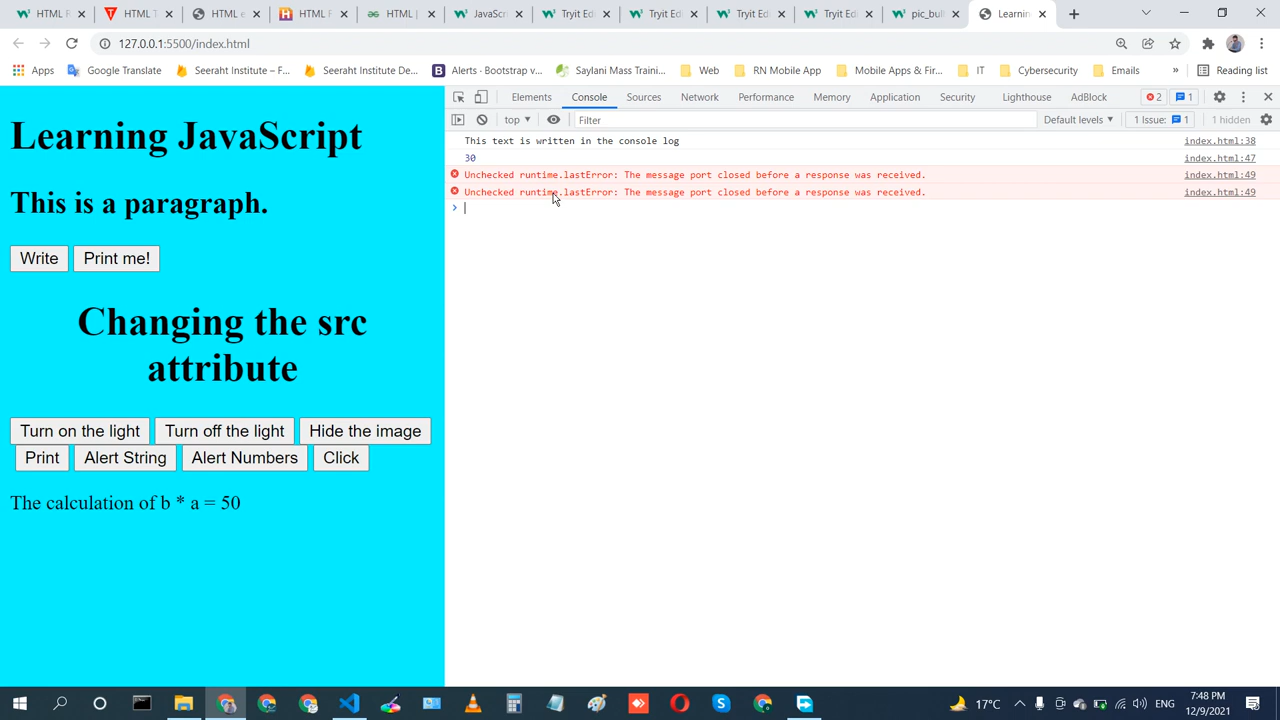 HTML
HTML T
HTML e
HTML F
HTML
JavaScr
Tryit Edi
Tryit Edi
Tryit Edi
Tryit Edi
pic_bulb
Learnin
127.0.0.1:5500/index.html
Apps
Google Translate
Seeraht Institute – F...
Seeraht Institute De...
Alerts · Bootstrap v...
Saylani Mass Traini...
Web
RN Mobile App
Mobile Apps & Fir...
IT
Cybersecurity
Emails
»
Reading list
Elements
Console
Sources
Network
Performance
Memory
Application
Security
Lighthouse
AdBlock
2
1
top
Filter
Default levels
1 Issue:
1
1 hidden
This text is written in the console log index.html:38
30 index.html:47
Unchecked runtime.lastError: The message port closed before a response was received. index.html:49
Unchecked runtime.lastError: The message port closed before a response was received. index.html:49
Learning JavaScript
This is a paragraph.
Write
Print me!
Changing the src
attribute
Turn on the light
Turn off the light
Hide the image
Print
Alert String
Alert Numbers
Click
The calculation of b * a = 50
17°C
ENG
7:48 PM
12/9/2021